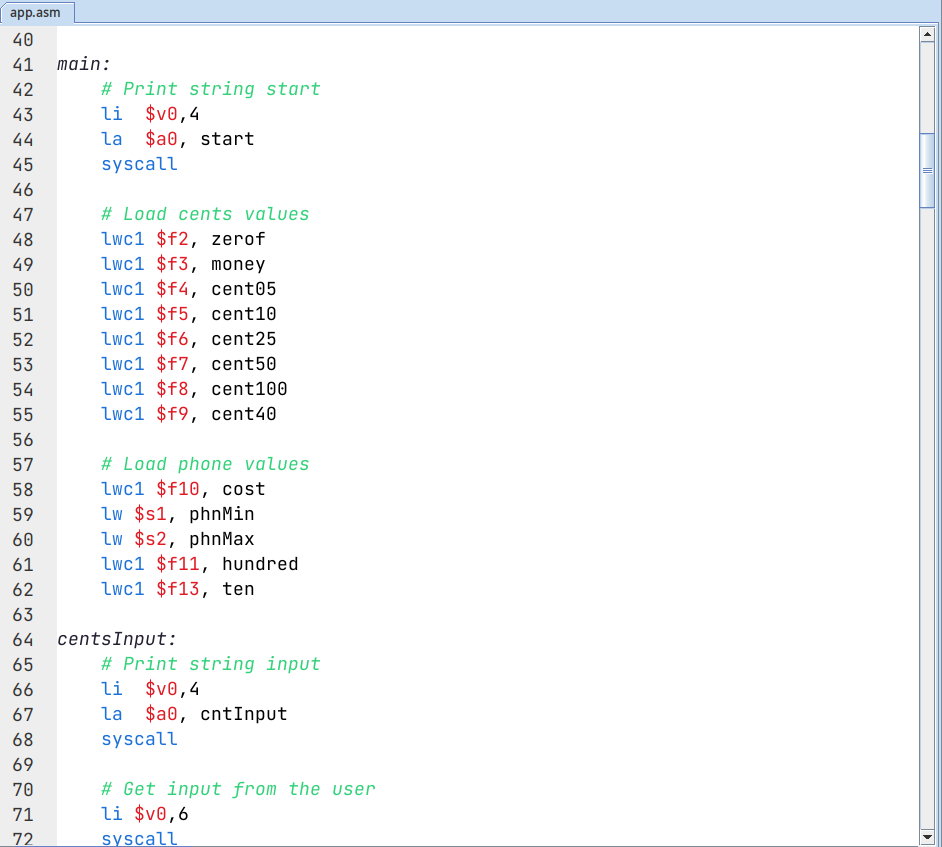 app.asm
40
41 main:
42     # Print string start
43     li  $v0,4
44     la  $a0, start
45     syscall
46
47     # Load cents values
48     lwc1 $f2, zerof
49     lwc1 $f3, money
50     lwc1 $f4, cent05
51     lwc1 $f5, cent10
52     lwc1 $f6, cent25
53     lwc1 $f7, cent50
54     lwc1 $f8, cent100
55     lwc1 $f9, cent40
56
57     # Load phone values
58     lwc1 $f10, cost
59     lw $s1, phnMin
60     lw $s2, phnMax
61     lwc1 $f11, hundred
62     lwc1 $f13, ten
63
64 centsInput:
65     # Print string input
66     li  $v0,4
67     la  $a0, cntInput
68     syscall
69
70     # Get input from the user
71     li $v0,6
72     syscall